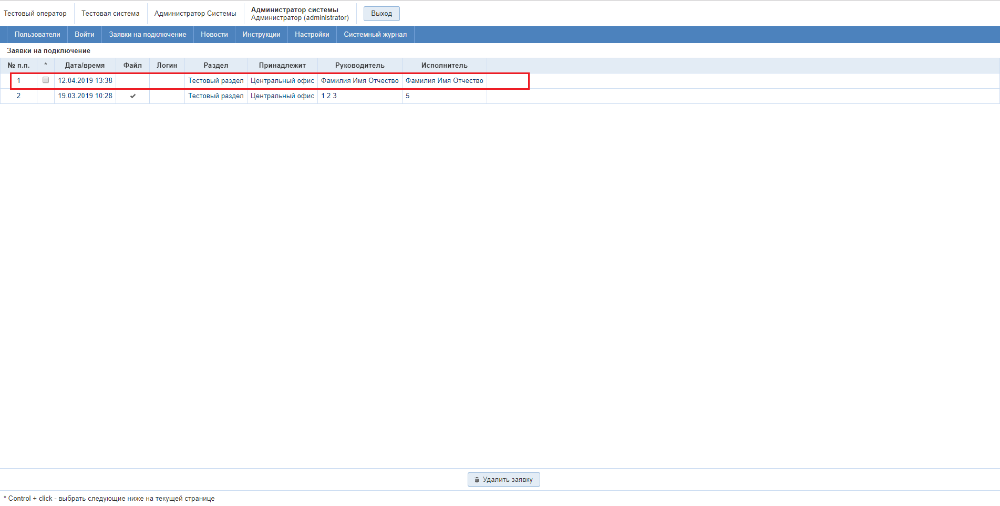 Тестовый оператор Тестовая система Администратор Системы Администратор системы Выход
Администратор (administrator)
Пользователи Войти Заявки на подключение Новости Инструкции Настройки Системный журнал
Заявки на подключение
№ п.п. * Дата/время Файл Логин Раздел Принадлежит Руководитель Исполнитель
1 12.04.2019 13:38 Тестовый раздел Центральный офис Фамилия Имя Отчество Фамилия Имя Отчество
2 19.03.2019 10:28 ✔ Тестовый раздел Центральный офис 1 2 3 5
Удалить заявку
* Control + click - выбрать следующие ниже на текущей странице